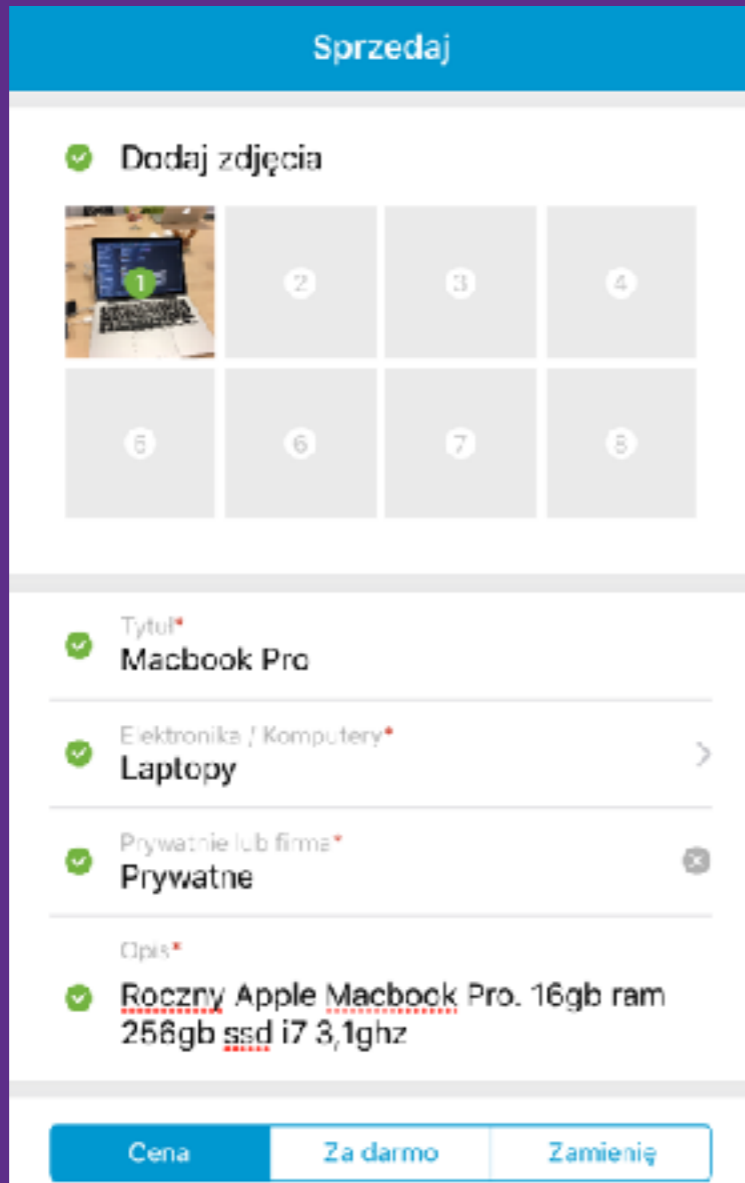 Sprzedaj
Dodaj zdjęcia
1
2
3
4
5
6
7
8
Tytuł*
Macbook Pro
Elektronika / Komputery*
Laptopy
Prywatnie lub firma*
Prywatne
Opis*
Roczny Apple Macbook Pro. 16gb ram
256gb ssd i7 3,1ghz
Cena
Za darmo
Zamienię